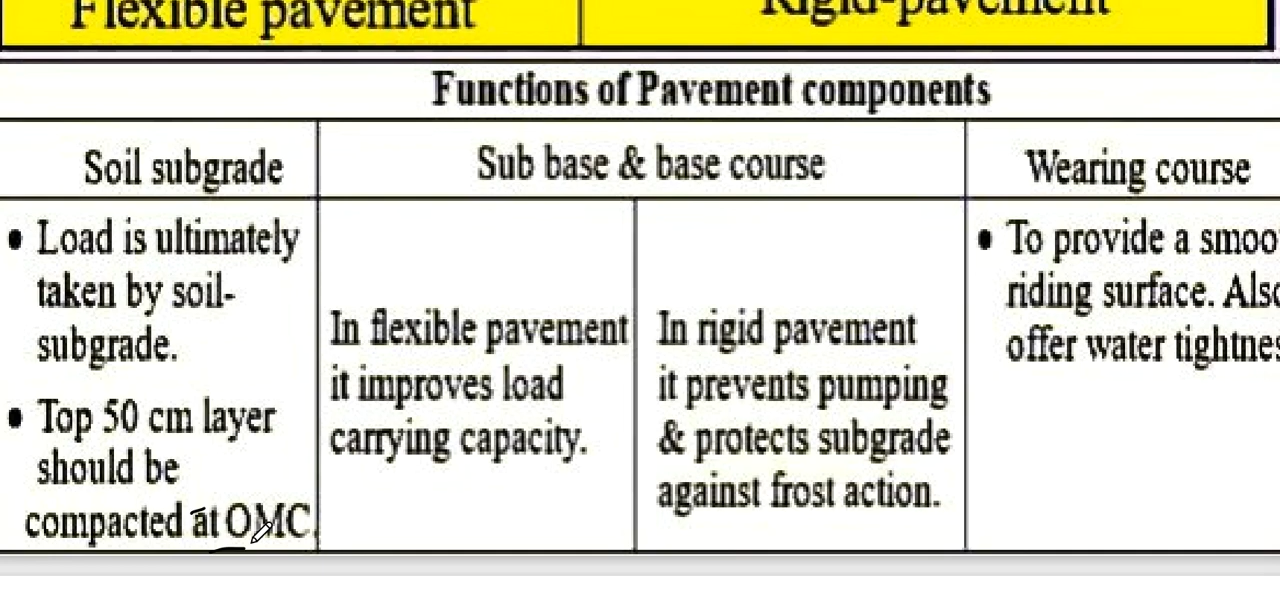 Flexible pavement
Rigid-pavement
Functions of Pavement components
Soil subgrade
Sub base & base course
Wearing course
• Load is ultimately
taken by soil-
subgrade.
• Top 50 cm layer
should be
compacted at OMC.
In flexible pavement
it improves load
carrying capacity.
In rigid pavement
it prevents pumping
& protects subgrade
against frost action.
• To provide a smoo
riding surface. Also
offer water tightnes